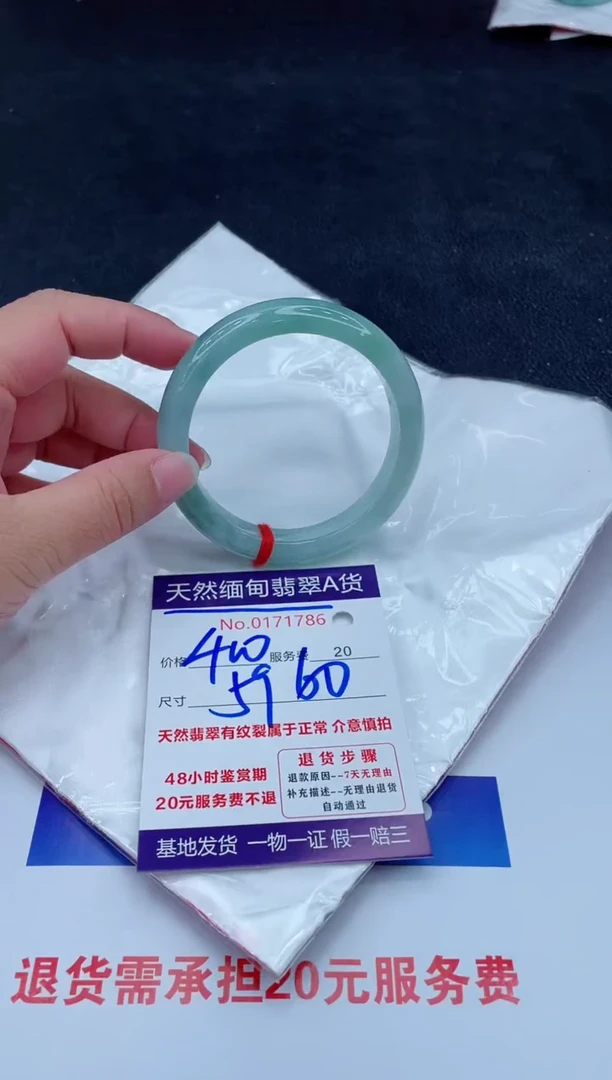 天然缅甸翡翠A货
No.0171786
价格 400 服务费 20
尺寸 59 60
天然翡翠有纹裂属于正常 介意慎拍
48小时鉴赏期
20元服务费不退
退货步骤
退款原因--7天无理由
补充描述--无理由退货
自动通过
基地发货 一物一证 假一赔三
退货需承担20元服务费